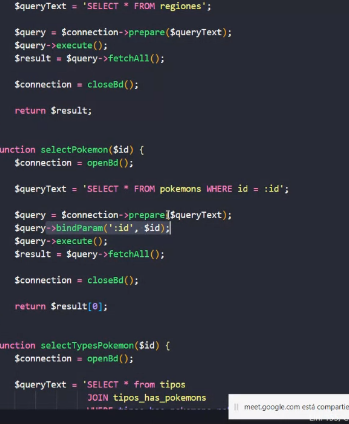 $queryText = 'SELECT * FROM regiones';
$query = $connection->prepare($queryText);
$query->execute();
$result = $query->fetchAll();
$connection = closeBd();
return $result;
unction selectPokemon($id) {
$connection = openBd();
$queryText = 'SELECT * FROM pokemons WHERE id = :id';
$query = $connection->prepare($queryText);
$query->bindParam(':id', $id);
$query->execute();
$result = $query->fetchAll();
$connection = closeBd();
return $result[0];
unction selectTypesPokemon($id) {
$connection = openBd();
$queryText = 'SELECT * from tipos
JOIN tipos_has_pokemons
meet.google.com está compartie